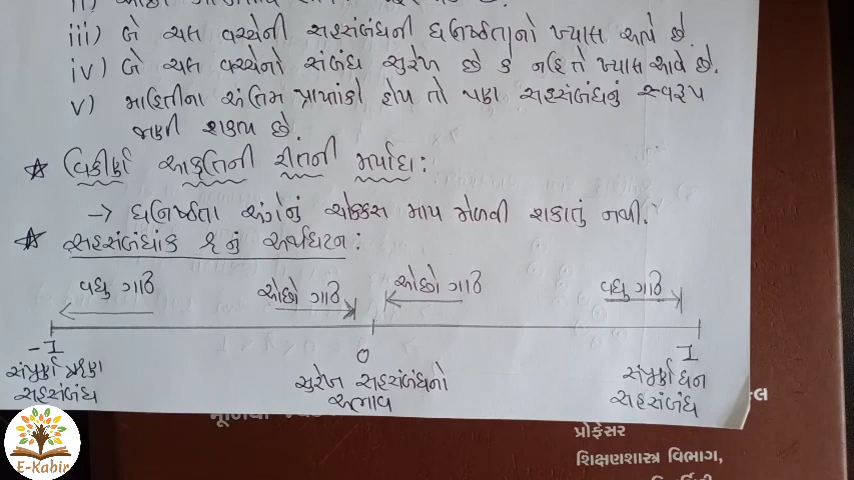 iii) બે ચલ વચ્ચેની સહસંબંધની ઘનિષ્ઠતાનો ખ્યાલ આવે છે.
iv) બે ચલ વચ્ચેનો સંબંધ સુરેખ છે કે નહિ તે ખ્યાલ આવે છે.
v) માહિતીના અંતિમ પ્રાપ્તાંકો હોય તો પણ સહસંબંધનું સ્વરૂપ
જાણી શકાય છે.
★ વિકીર્ણ આકૃતિની રીતની મર્યાદા:
→ ઘનિષ્ઠતા અંગેનું ચોક્કસ માપ મેળવી શકાતું નથી.
★ સહસંબંધાંક r નું અર્થઘટન:
વધુ ગાઢ ઓછો ગાઢ ઓછો ગાઢ વધુ ગાઢ
-1 0 1
સંપૂર્ણ ઋણ સુરેખ સહસંબંધનો સંપૂર્ણ ધન
સહસંબંધ અભાવ સહસંબંધ
પ્રોફેસર
શિક્ષણશાસ્ત્ર વિભાગ,
E-Kabir